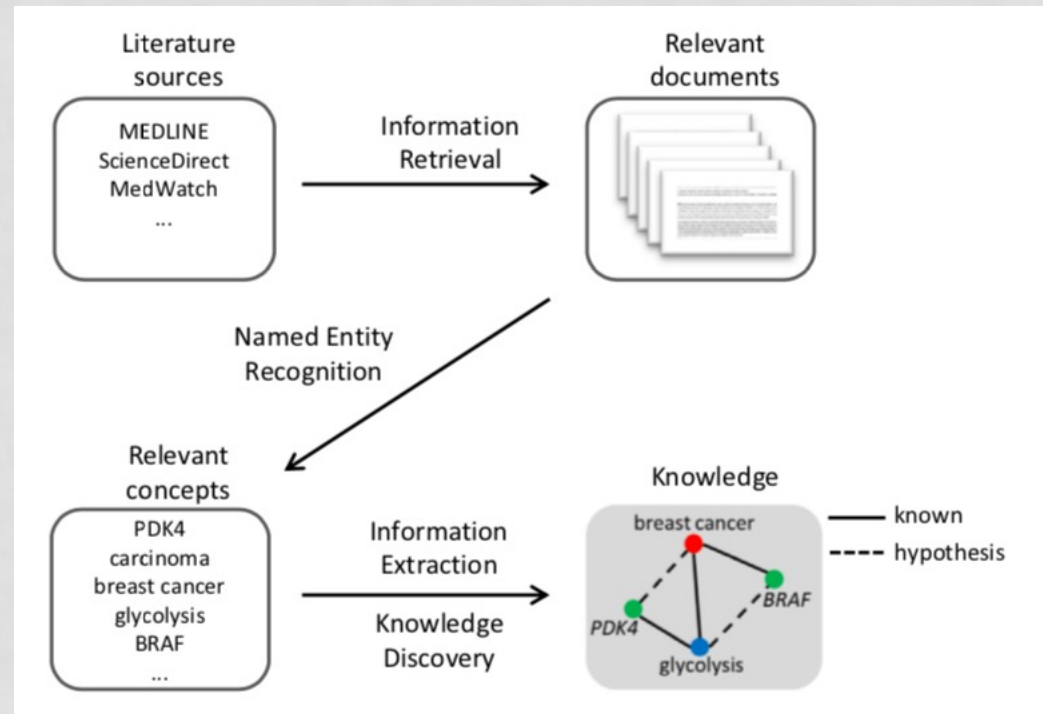 Literature
sources
MEDLINE
ScienceDirect
MedWatch
...
Information
Retrieval
Relevant
documents
Named Entity
Recognition
Relevant
concepts
PDK4
carcinoma
breast cancer
glycolysis
BRAF
...
Information
Extraction
Knowledge
Discovery
Knowledge
breast cancer
BRAF
PDK4
glycolysis
known
hypothesis